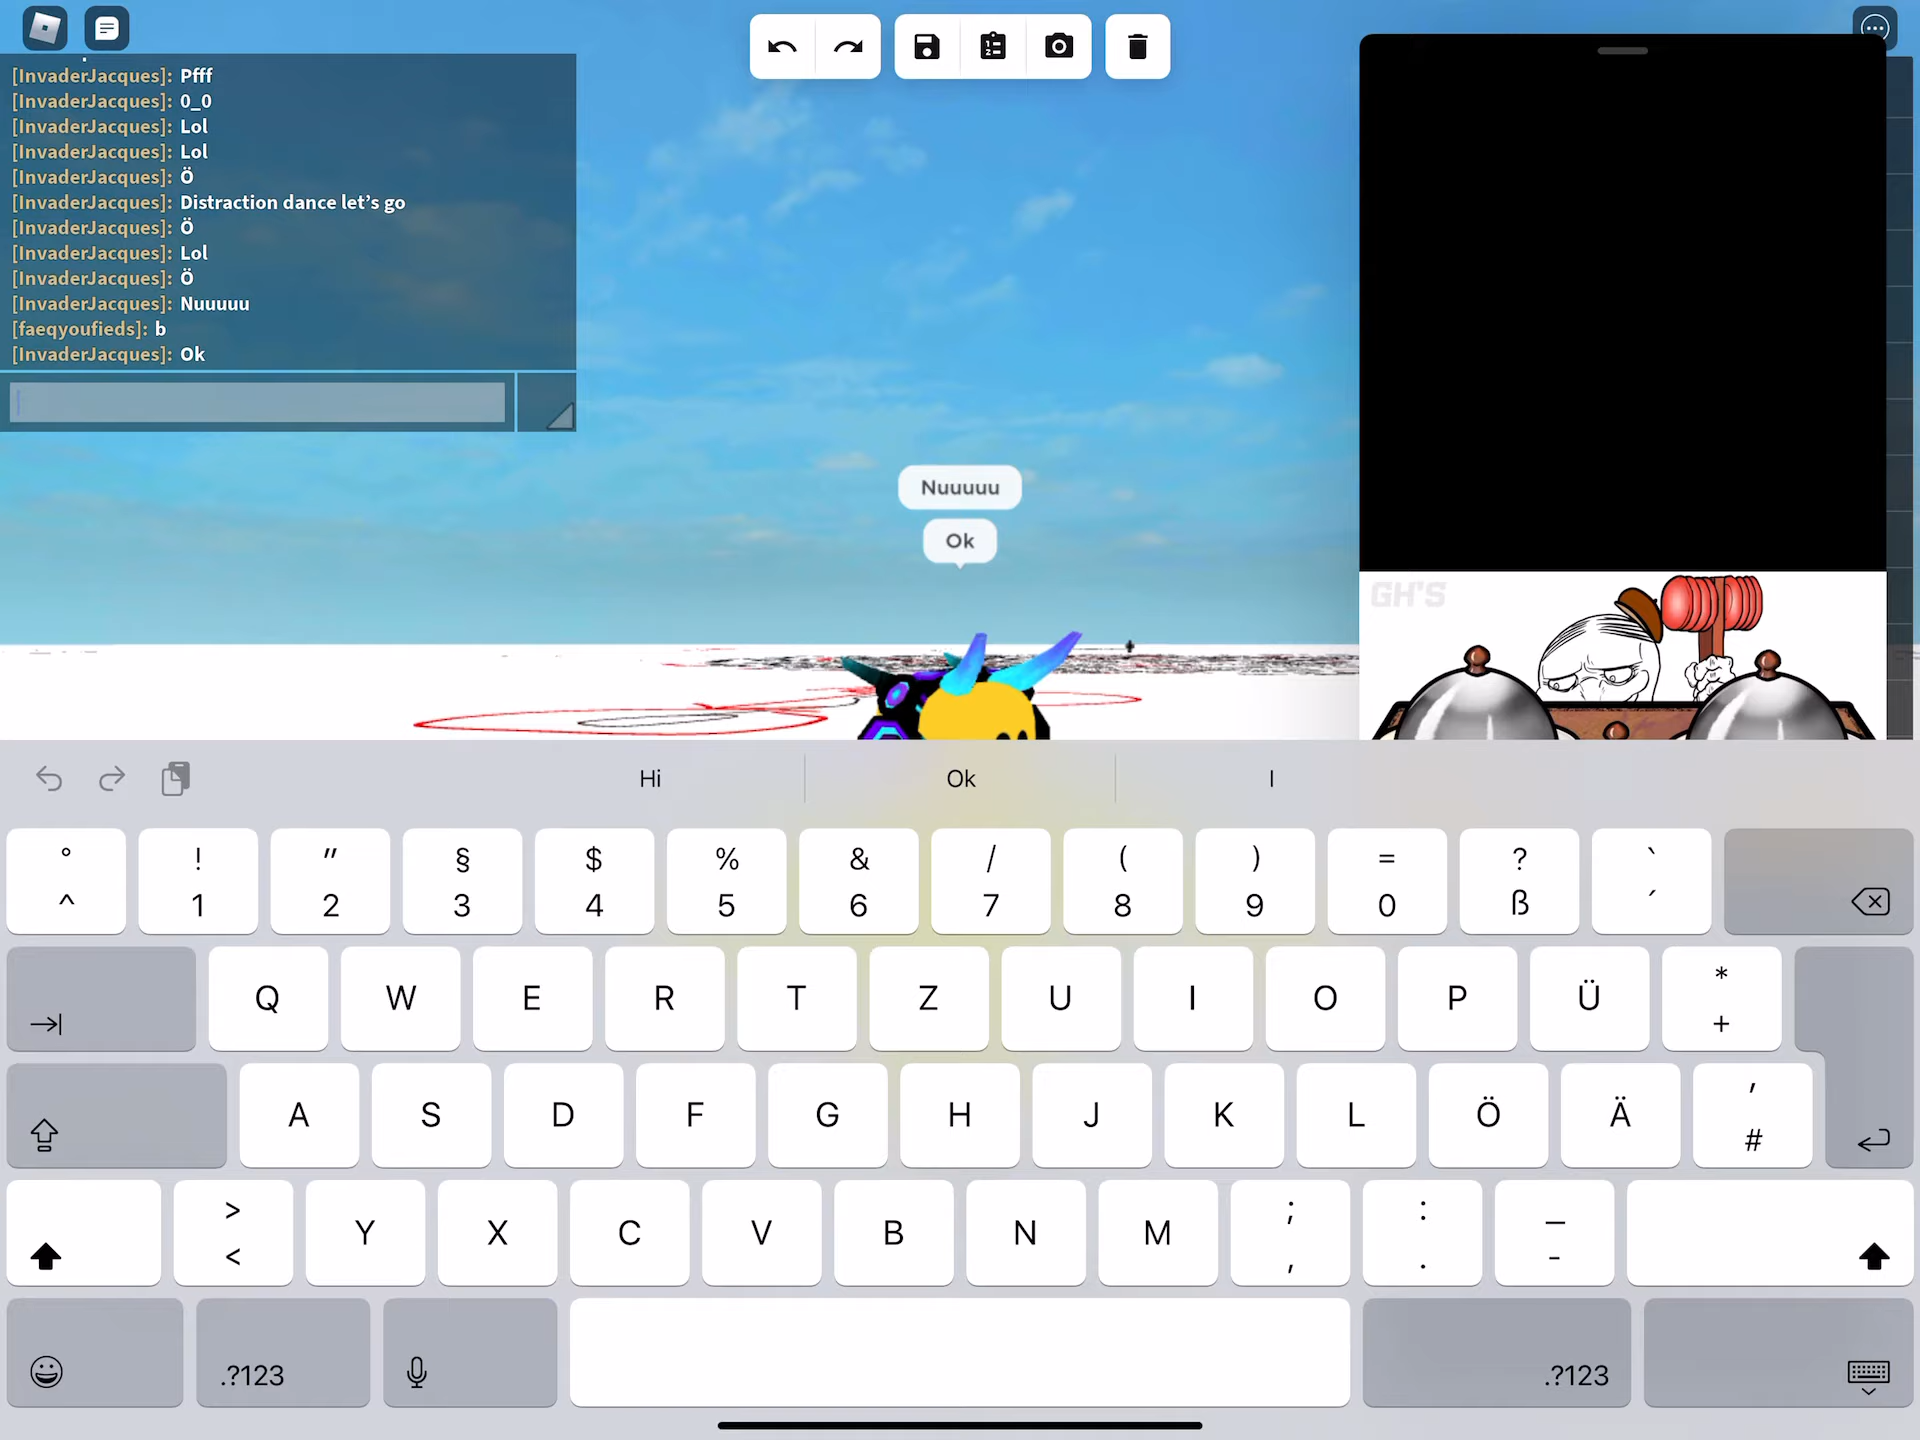 [InvaderJacques]: Pfff
[InvaderJacques]: 0_0
[InvaderJacques]: Lol
[InvaderJacques]: Lol
[InvaderJacques]: Ö
[InvaderJacques]: Distraction dance let’s go
[InvaderJacques]: Ö
[InvaderJacques]: Lol
[InvaderJacques]: Ö
[InvaderJacques]: Nuuuuu
[faeqyoufieds]: b
[InvaderJacques]: Ok
Nuuuuu
Ok
GH'S
Hi Ok I
° ! " § $ % & / ( ) = ? `
^ 1 2 3 4 5 6 7 8 9 0 ß ´
Q W E R T Z U I O P Ü * +
A S D F G H J K L Ö Ä ' #
> < Y X C V B N M ; , : . _ -
.?123 .?123